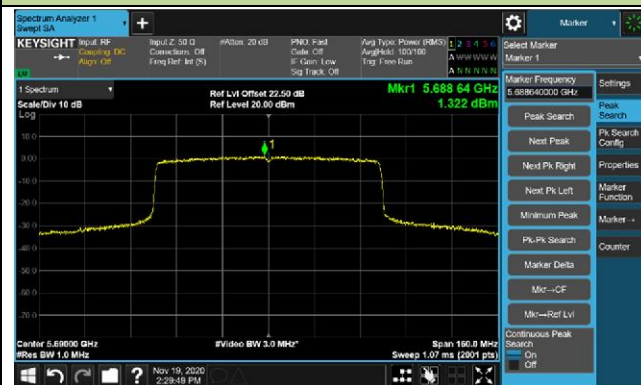 Spectrum Analyzer 1
Swept SA
+
Marker
KEYSIGHT
Input: RF
Coupling: DC
Align: Off
Input Z: 50 Ω
Corrections: Off
Freq Ref: Int (S)
#Atten: 20 dB
PNO: Fast
Gate: Off
IF Gain: Low
Sig Track: Off
Avg Type: Power (RMS)
Avg|Hold: 100/100
Trig: Free Run
1 2 3 4 5 6
A W W W W W
A N N N N N
Select Marker
Marker 1
1 Spectrum
Scale/Div 10 dB
Log
Ref Lvl Offset 22.50 dB
Ref Level 20.00 dBm
Mkr1 5.688 64 GHz
1.322 dBm
10.0
0.00
-10.0
-20.0
-30.0
-40.0
-50.0
-60.0
-70.0
1
Center 5.69000 GHz
#Res BW 1.0 MHz
#Video BW 3.0 MHz*
Span 160.0 MHz
Sweep 1.07 ms (2001 pts)
Marker Frequency
5.688640000 GHz
Peak Search
Next Peak
Next Pk Right
Next Pk Left
Minimum Peak
Pk-Pk Search
Marker Delta
Mkr→CF
Mkr→Ref Lvl
Continuous Peak
Search
On
Off
Settings
Peak
Search
Pk Search
Config
Properties
Marker
Function
Marker→
Counter
?
Nov 19, 2020
2:29:49 PM